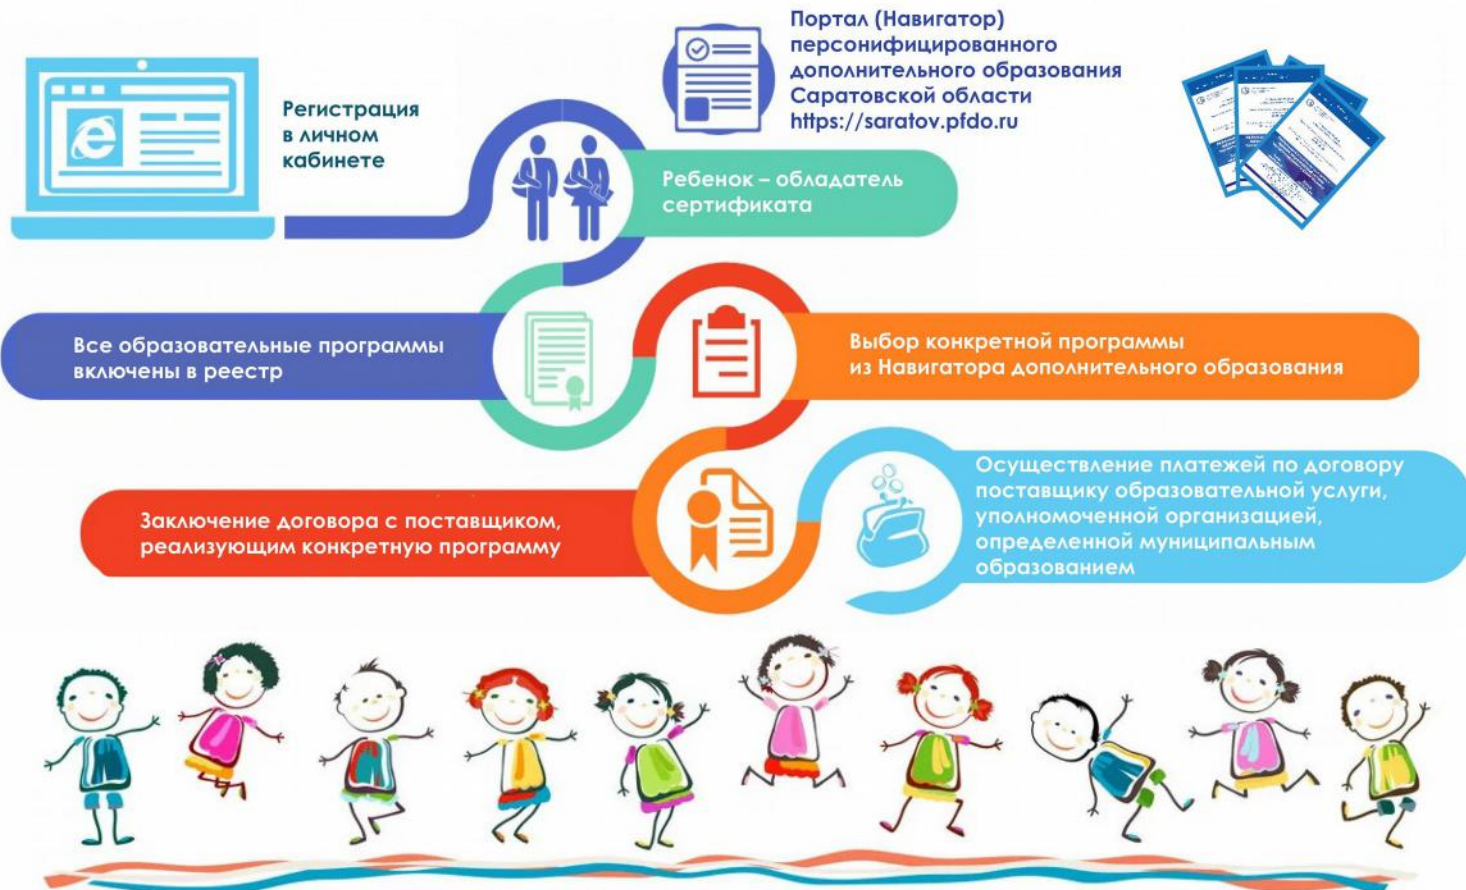 Портал (Навигатор)
персонифицированного
дополнительного образования
Саратовской области
https://saratov.pfdo.ru
Регистрация
в личном
кабинете
Ребенок – обладатель
сертификата
Все образовательные программы
включены в реестр
Выбор конкретной программы
из Навигатора дополнительного образования
Заключение договора с поставщиком,
реализующим конкретную программу
Осуществление платежей по договору
поставщику образовательной услуги,
уполномоченной организацией,
определенной муниципальным
образованием